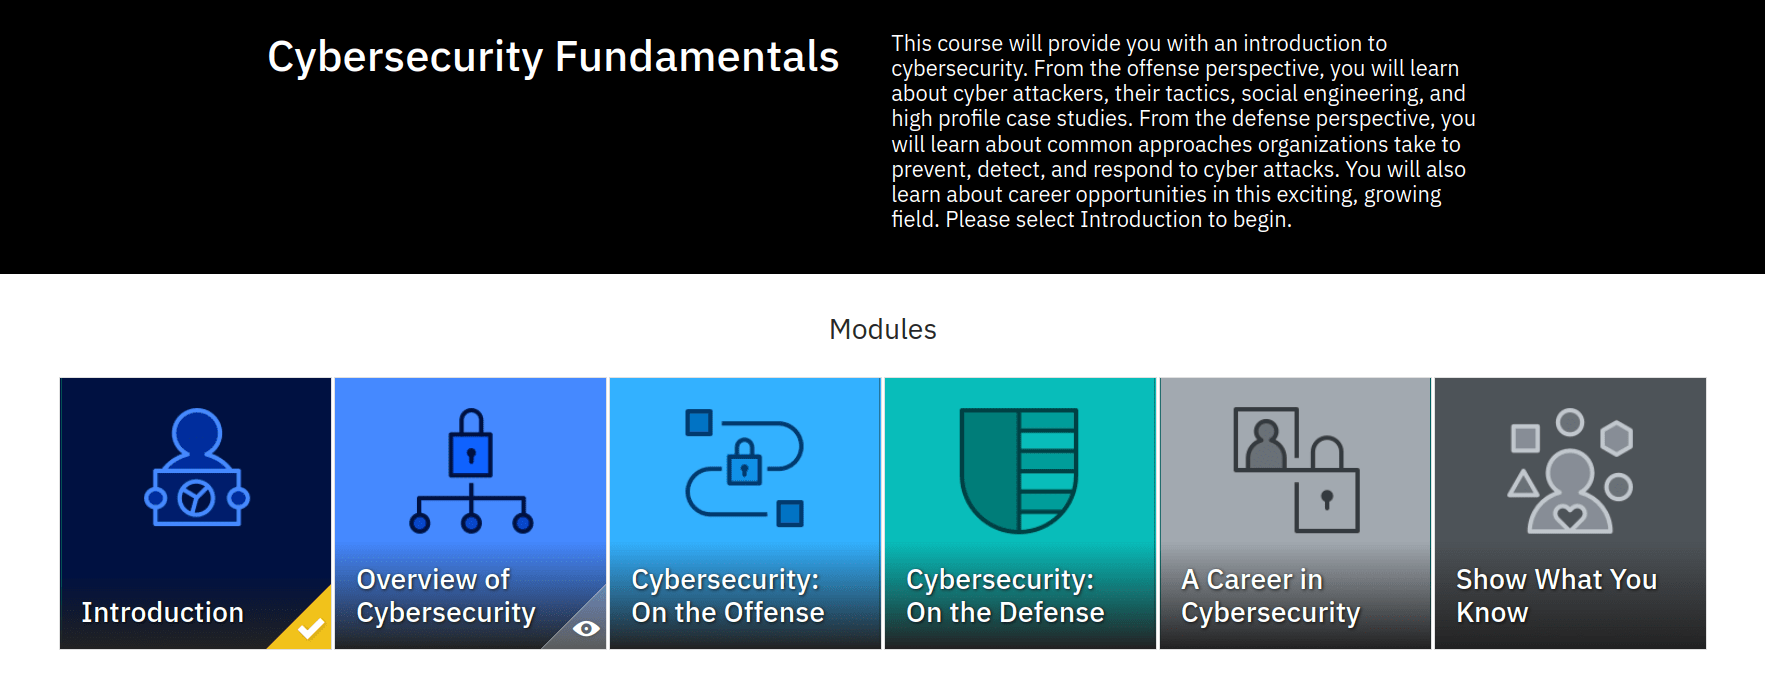 Cybersecurity Fundamentals
This course will provide you with an introduction to
cybersecurity. From the offense perspective, you will learn
about cyber attackers, their tactics, social engineering, and
high profile case studies. From the defense perspective, you
will learn about common approaches organizations take to
prevent, detect, and respond to cyber attacks. You will also
learn about career opportunities in this exciting, growing
field. Please select Introduction to begin.
Modules
Introduction
Overview of
Cybersecurity
Cybersecurity:
On the Offense
Cybersecurity:
On the Defense
A Career in
Cybersecurity
Show What You
Know